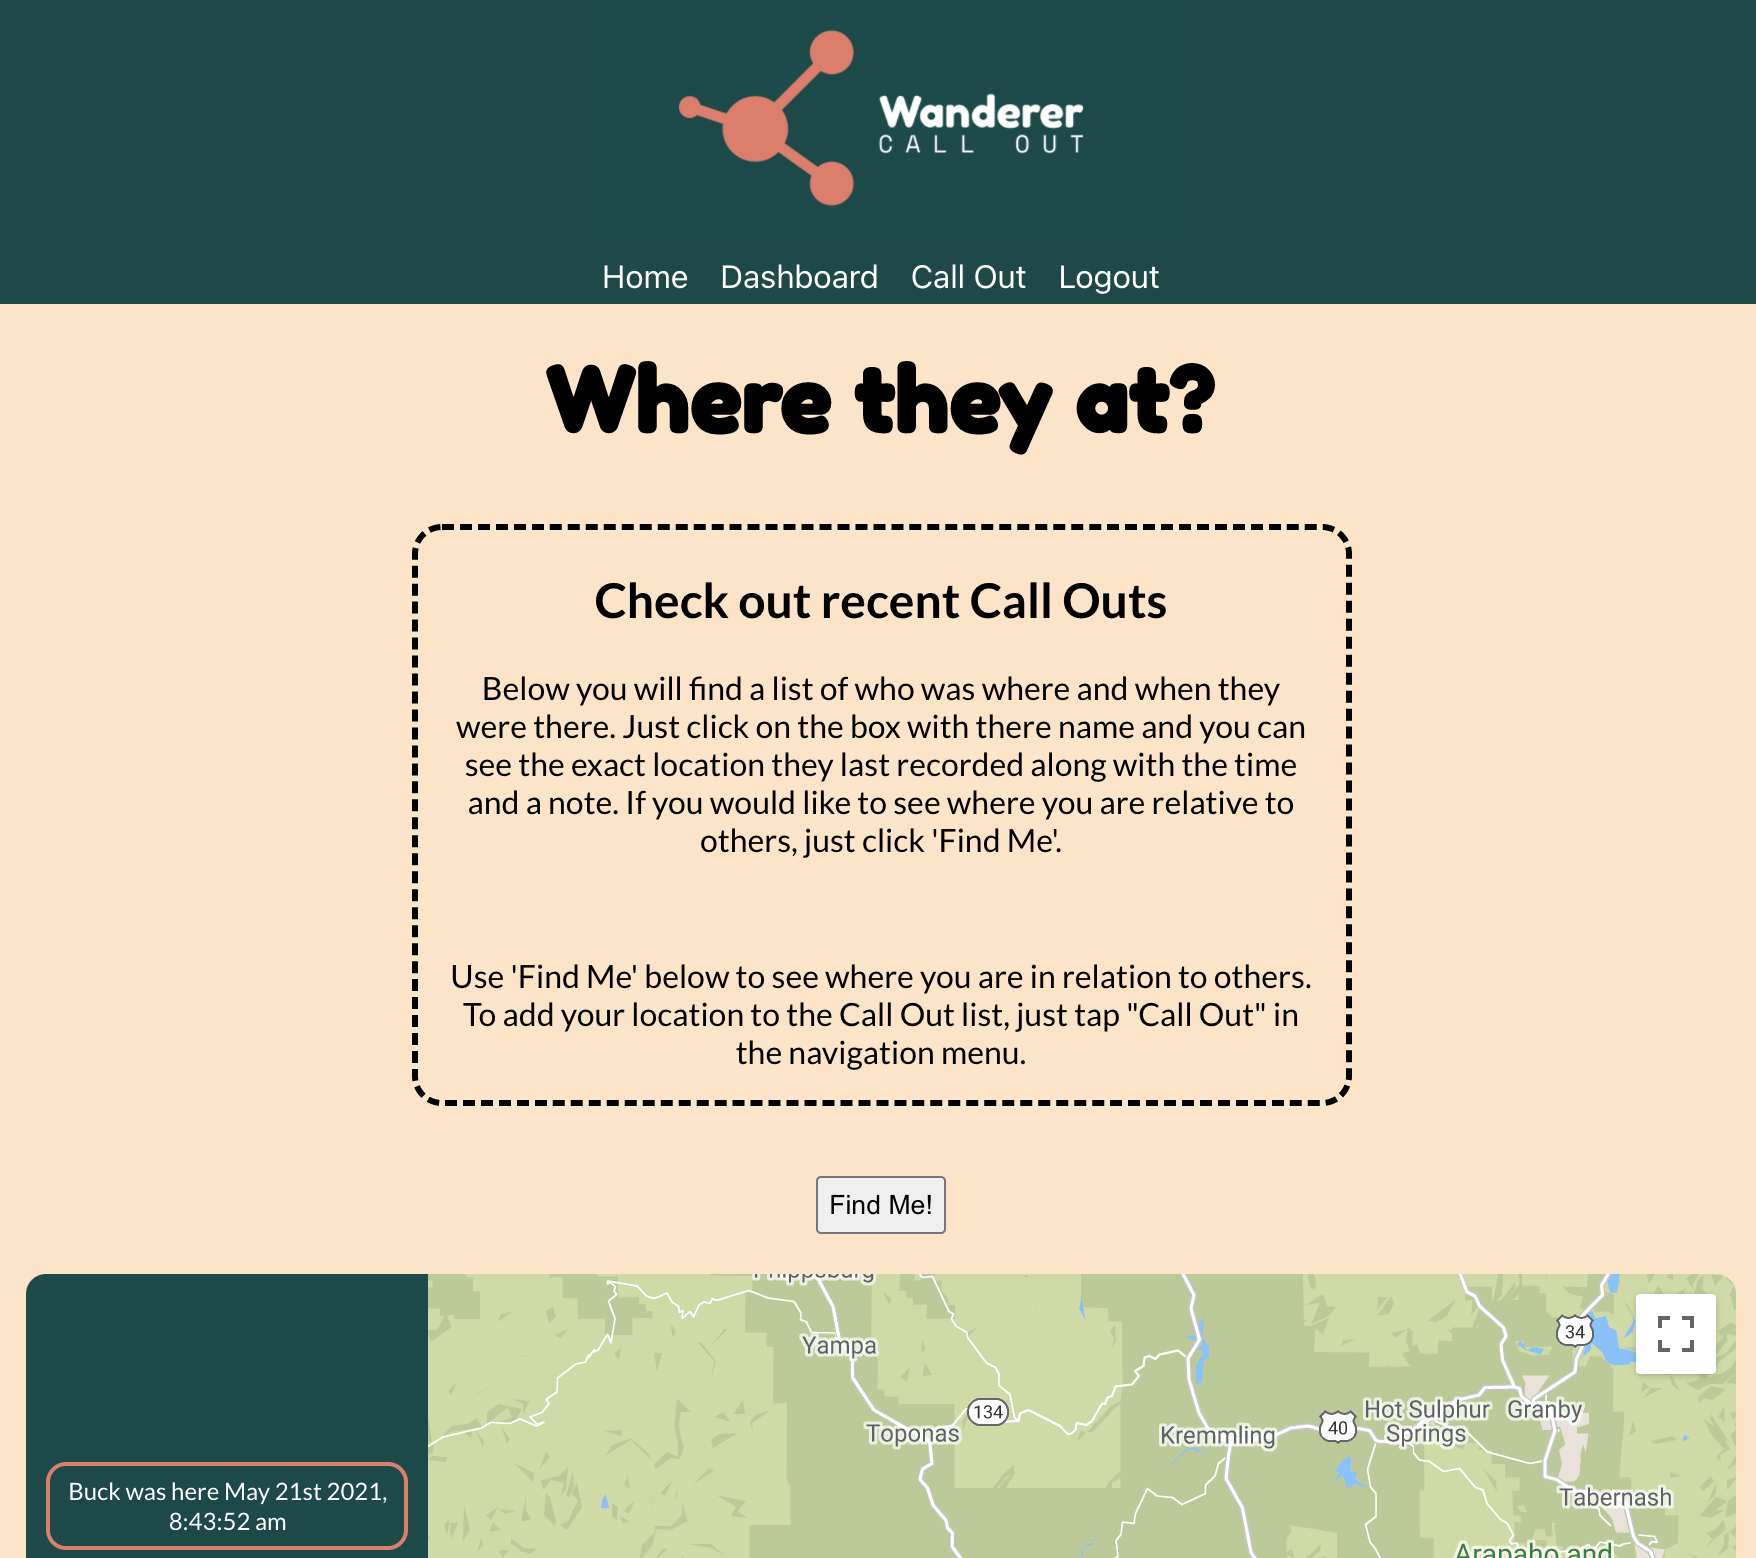 Wanderer
CALL OUT
Home Dashboard Call Out Logout
Where they at?
Check out recent Call Outs
Below you will find a list of who was where and when they
were there. Just click on the box with there name and you can
see the exact location they last recorded along with the time
and a note. If you would like to see where you are relative to
others, just click 'Find Me'.
Use 'Find Me' below to see where you are in relation to others.
To add your location to the Call Out list, just tap "Call Out" in
the navigation menu.
Find Me!
Buck was here May 21st 2021,
8:43:52 am
Phippsburg
Yampa
34
134
Toponas
Kremmling
40
Hot Sulphur
Springs
Granby
Tabernash
Arapaho and